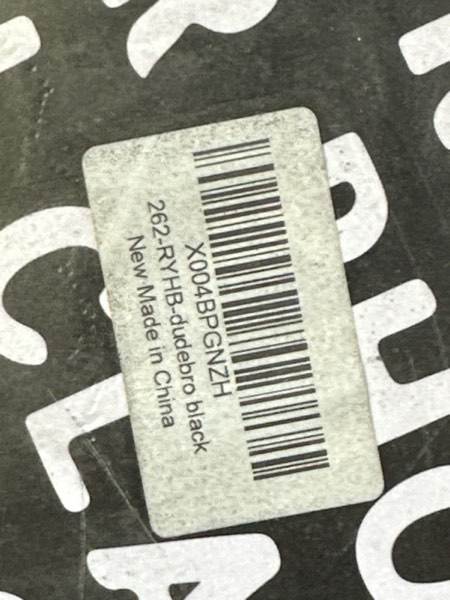 X004BPGNZH
262-RYHB-dudebro black
New Made in China